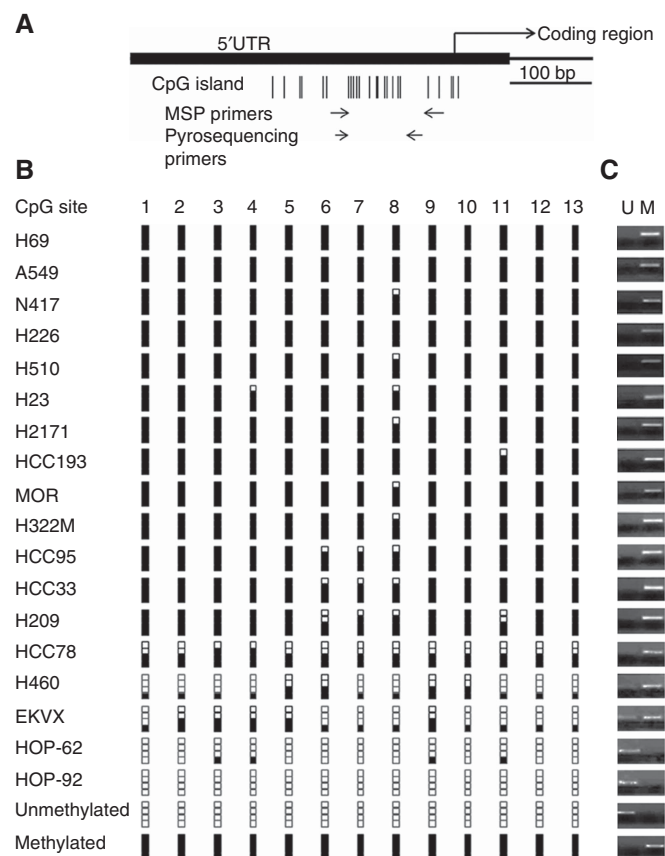 A
5′UTR
Coding region
100 bp
CpG island
MSP primers
Pyrosequencing
primers
B
C
CpG site 1 2 3 4 5 6 7 8 9 10 11 12 13 U M
H69
A549
N417
H226
H510
H23
H2171
HCC193
MOR
H322M
HCC95
HCC33
H209
HCC78
H460
EKVX
HOP-62
HOP-92
Unmethylated
Methylated